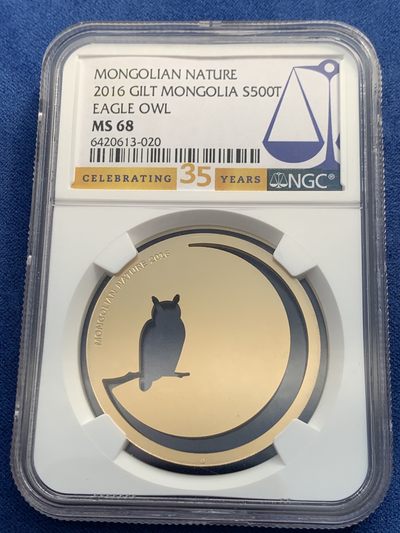 MONGOLIAN NATURE
2016 GILT MONGOLIA S500T
EAGLE OWL
MS 68
6420613-020
CELEBRATING 35 YEARS NGC®
MONGOLIAN NATURE 2016